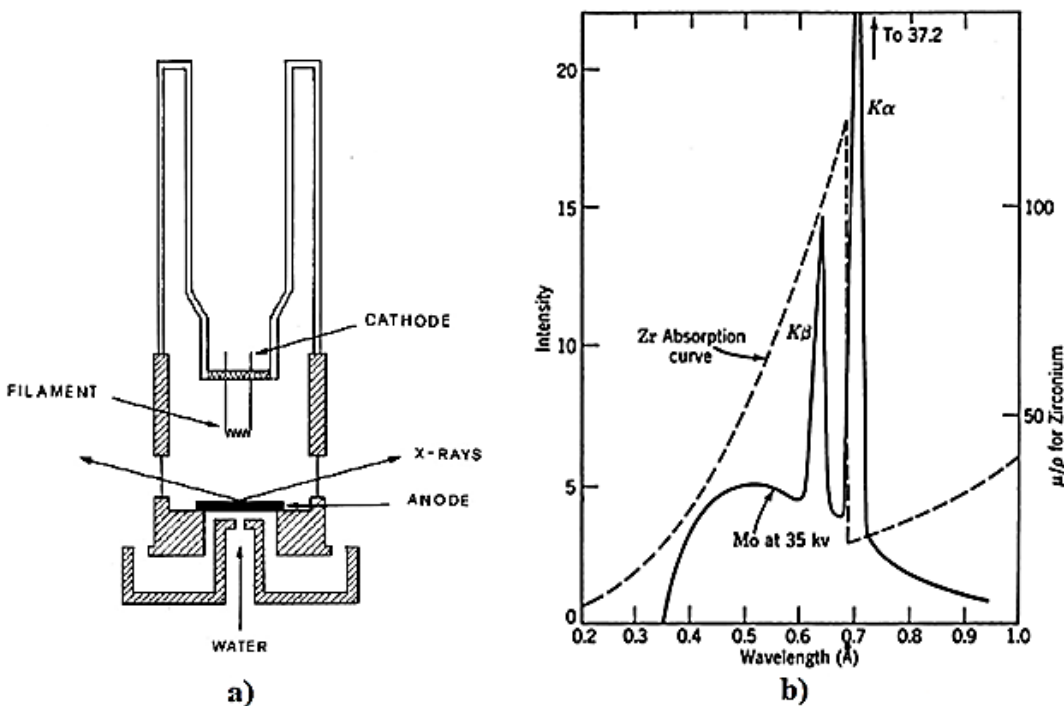 CATHODE
FILAMENT
X-RAYS
ANODE
WATER
a)
To 37.2
20
Kα
15
100
Intensity
Zr Absorption
curve
Kβ
10
50
μ/ρ for Zirconium
5
Mo at 35 kv
0
0.2 0.3 0.4 0.5 0.6 0.7 0.8 0.9 1.0
Wavelength (Å)
b)